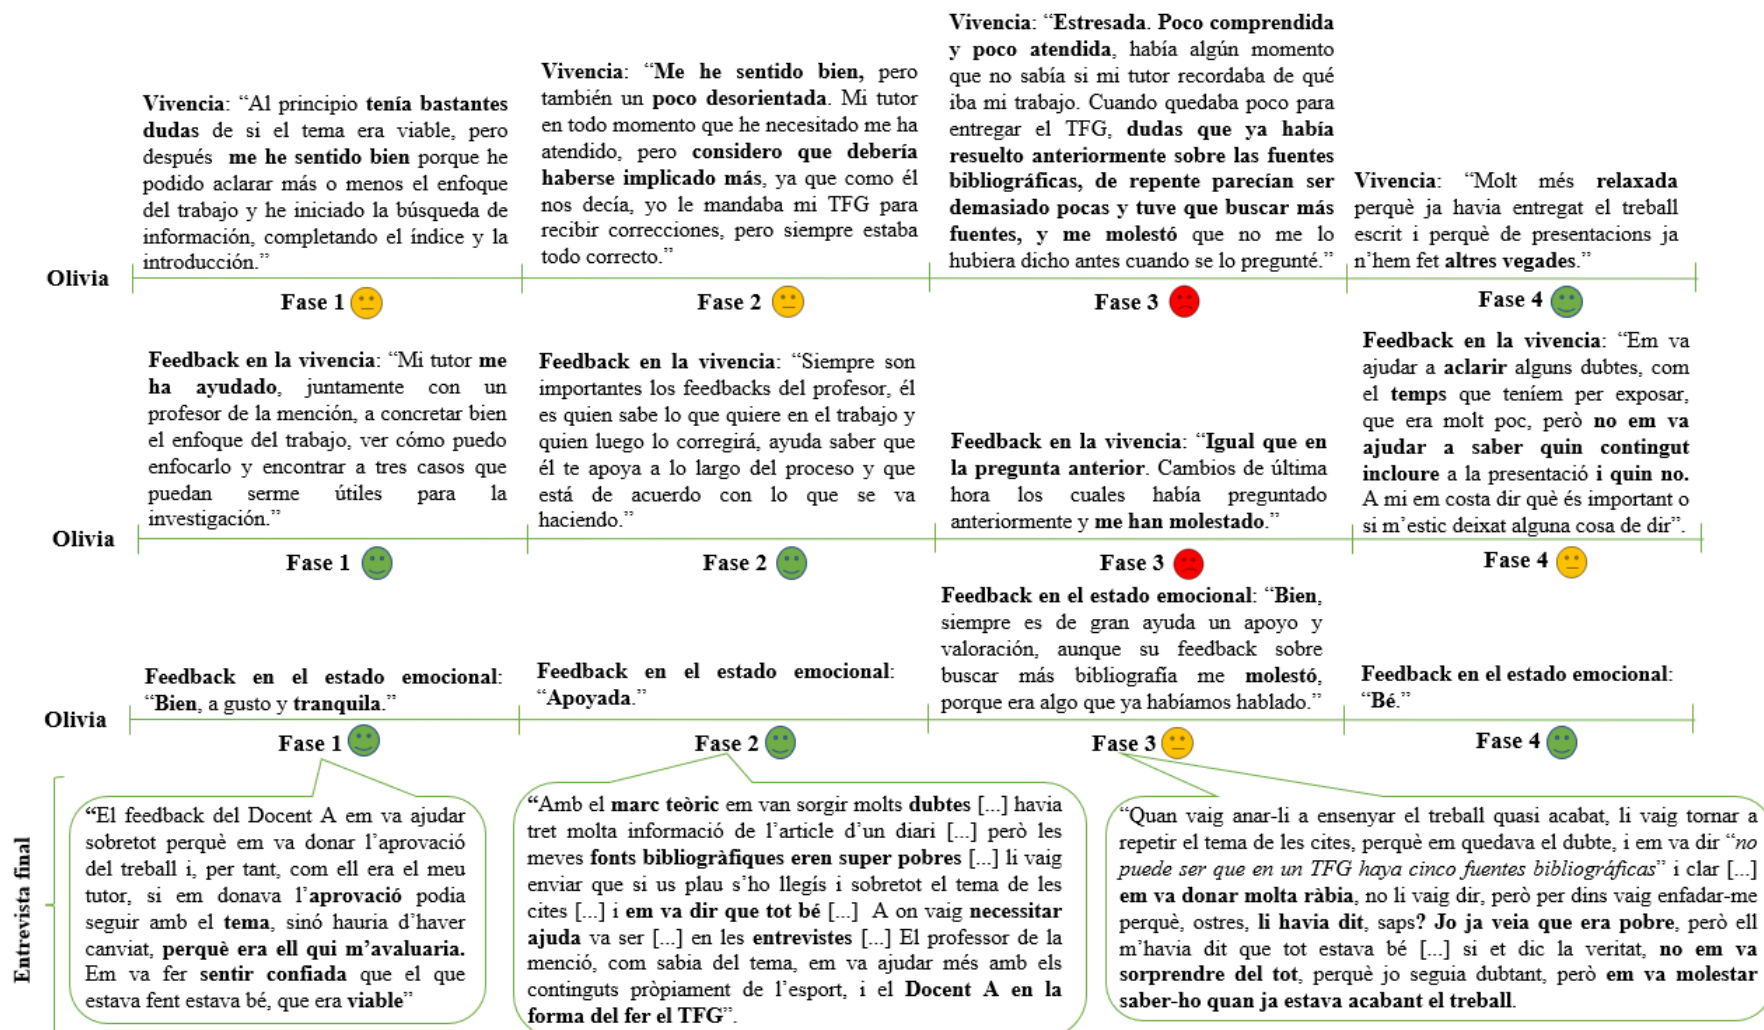 Vivencia: “Al principio tenía bastantes
dudas de si el tema era viable, pero
después me he sentido bien porque he
podido aclarar más o menos el enfoque
del trabajo y he iniciado la búsqueda de
información, completando el índice y la
introducción.”
Vivencia: “Me he sentido bien, pero
también un poco desorientada. Mi tutor
en todo momento que he necesitado me ha
atendido, pero considero que debería
haberse implicado más, ya que como él
nos decía, yo le mandaba mi TFG para
recibir correcciones, pero siempre estaba
todo correcto.”
Vivencia: “Estresada. Poco comprendida
y poco atendida, había algún momento
que no sabía si mi tutor recordaba de qué
iba mi trabajo. Cuando quedaba poco para
entregar el TFG, dudas que ya había
resuelto anteriormente sobre las fuentes
bibliográficas, de repente parecían ser
demasiado pocas y tuve que buscar más
fuentes, y me molestó que no me lo
hubiera dicho antes cuando se lo pregunté.”
Vivencia: “Molt més relaxada
perquè ja havia entregat el treball
escrit i perquè de presentacions ja
n’hem fet altres vegades.”
Olivia
Fase 1
Fase 2
Fase 3
Fase 4
Feedback en la vivencia: “Mi tutor me
ha ayudado, juntamente con un
profesor de la mención, a concretar bien
el enfoque del trabajo, ver cómo puedo
enfocarlo y encontrar a tres casos que
puedan serme útiles para la
investigación.”
Feedback en la vivencia: “Siempre son
importantes los feedbacks del profesor, él
es quien sabe lo que quiere en el trabajo y
quien luego lo corregirá, ayuda saber que
él te apoya a lo largo del proceso y que
está de acuerdo con lo que se va
haciendo.”
Feedback en la vivencia: “Igual que en
la pregunta anterior. Cambios de última
hora los cuales había preguntado
anteriormente y me han molestado.”
Feedback en la vivencia: “Em va
ajudar a aclarir alguns dubtes, com
el temps que teníem per exposar,
que era molt poc, però no em va
ajudar a saber quin contingut
incloure a la presentació i quin no.
A mi em costa dir què és important o
si m’estic deixat alguna cosa de dir”.
Olivia
Fase 1
Fase 2
Fase 3
Fase 4
Feedback en el estado emocional:
“Bien, a gusto y tranquila.”
Feedback en el estado emocional:
“Apoyada.”
Feedback en el estado emocional: “Bien,
siempre es de gran ayuda un apoyo y
valoración, aunque su feedback sobre
buscar más bibliografía me molestó,
porque era algo que ya habíamos hablado.”
Feedback en el estado emocional:
“Bé.”
Olivia
Fase 1
Fase 2
Fase 3
Fase 4
Entrevista final
“El feedback del Docent A em va ajudar
sobretot perquè em va donar l’aprovació
del treball i, per tant, com ell era el meu
tutor, si em donava l’aprovació podia
seguir amb el tema, sinó hauria d’haver
canviat, perquè era ell qui m’avaluaria.
Em va fer sentir confiada que el que
estava fent estava bé, que era viable”
“Amb el marc teòric em van sorgir molts dubtes [...] havia
tret molta informació de l’article d’un diari [...] però les
meves fonts bibliogràfiques eren super pobres [...] li vaig
enviar que si us plau s’ho llegís i sobretot el tema de les
cites [...] i em va dir que tot bé [...] A on vaig necessitar
ajuda va ser [...] en les entrevistes [...] El professor de la
menció, com sabia del tema, em va ajudar més amb els
continguts pròpiament de l’esport, i el Docent A en la
forma del fer el TFG”.
“Quan vaig anar-li a ensenyar el treball quasi acabat, li vaig tornar a
repetir el tema de les cites, perquè em quedava el dubte, i em va dir “no
puede ser que en un TFG haya cinco fuentes bibliográficas” i clar [...]
em va donar molta ràbia, no li vaig dir, però per dins vaig enfadar-me
perquè, ostres, li havia dit, saps? Jo ja veia que era pobre, però ell
m’havia dit que tot estava bé [...] si et dic la veritat, no em va
sorprendre del tot, perquè jo seguia dubtant, però em va molestar
saber-ho quan ja estava acabant el treball.